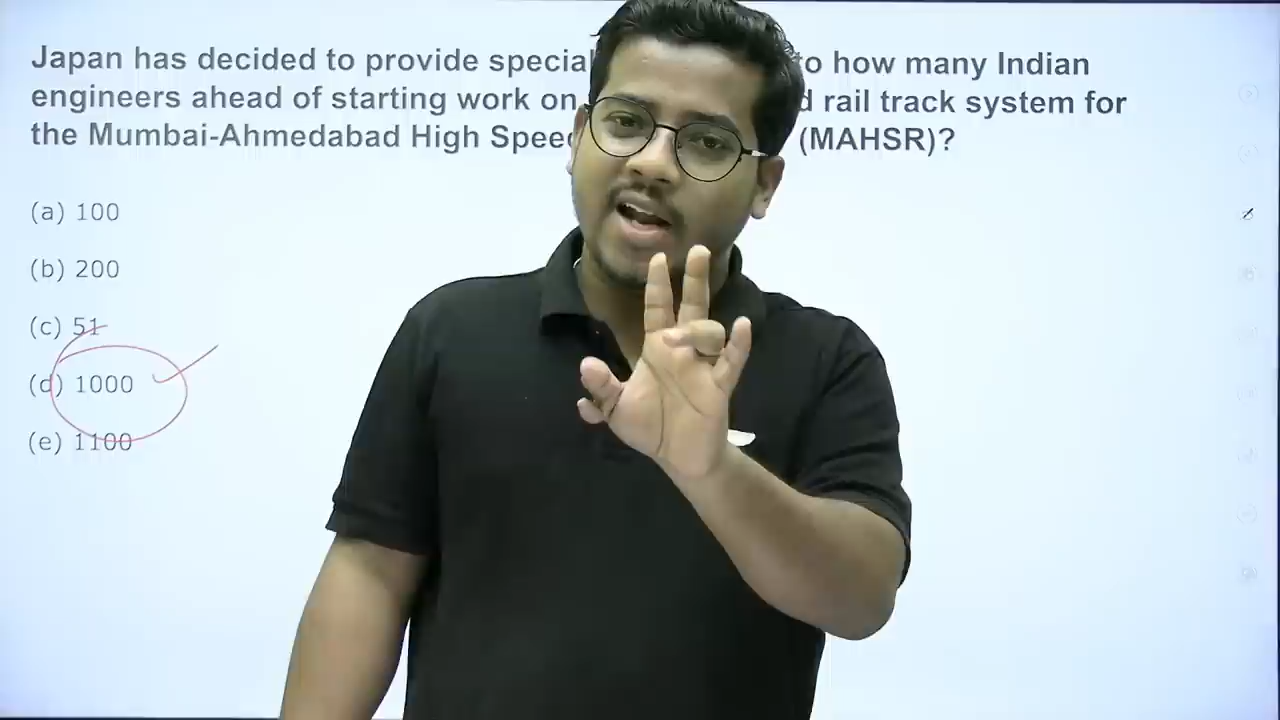 Japan has decided to provide special to how many Indian
engineers ahead of starting work on rail track system for
the Mumbai-Ahmedabad High (MAHSR)?
(a) 100
(b) 200
(c) 51
(d) 1000
(e) 1100